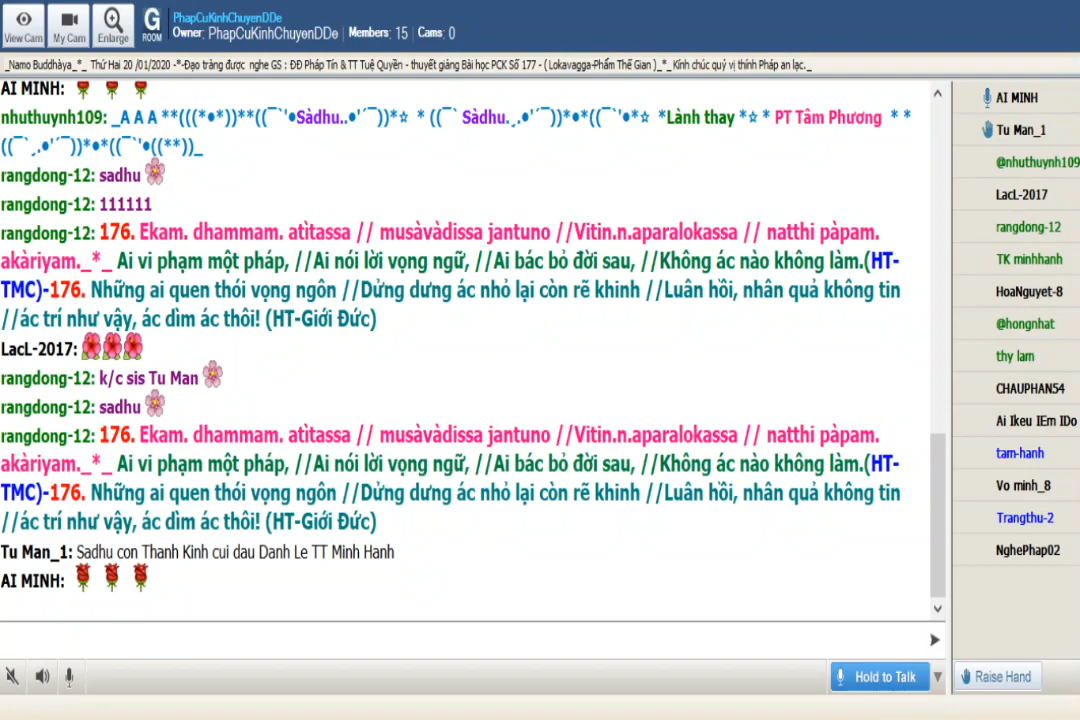 View Cam
My Cam
Enlarge
G
ROOM
PhapCuKinhChuyenDDe
Owner: PhapCuKinhChuyenDDe Members: 15 Cams: 0
_Namo Buddhàya_*_ Thứ Hai 20 /01/2020 -*-Đạo tràng được nghe GS : ĐĐ Pháp Tín & TT Tuệ Quyền - thuyết giảng Bài học PCK Số 177 - ( Lokavagga-Phẩm Thế Gian )_*_ Kính chúc quý vị thính Pháp an lạc._
AI MINH:
nhuthuynh109: _A A A **(((*•*))**((¯`'•Sàdhu..•'´¯))*☆ * ((¯` Sàdhu.¸.•'´¯))*•*((¯`'•*☆ *Lành thay *☆ * PT Tâm Phương * *
((¯`¸.•'´¯))*•*((¯`'•((**))_
rangdong-12: sadhu
rangdong-12: 111111
rangdong-12: 176. Ekam. dhammam. atìtassa // musàvàdissa jantuno //Vitin.n.aparalokassa // natthi pàpam.
akàriyam._*_ Ai vi phạm một pháp, //Ai nói lời vọng ngữ, //Ai bác bỏ đời sau, //Không ác nào không làm.(HT-
TMC)-176. Những ai quen thói vọng ngôn //Dửng dưng ác nhỏ lại còn rẽ khinh //Luân hồi, nhân quả không tin
//ác trí như vậy, ác dìm ác thôi! (HT-Giới Đức)
LacL-2017:
rangdong-12: k/c sis Tu Man
rangdong-12: sadhu
rangdong-12: 176. Ekam. dhammam. atìtassa // musàvàdissa jantuno //Vitin.n.aparalokassa // natthi pàpam.
akàriyam._*_ Ai vi phạm một pháp, //Ai nói lời vọng ngữ, //Ai bác bỏ đời sau, //Không ác nào không làm.(HT-
TMC)-176. Những ai quen thói vọng ngôn //Dửng dưng ác nhỏ lại còn rẽ khinh //Luân hồi, nhân quả không tin
//ác trí như vậy, ác dìm ác thôi! (HT-Giới Đức)
Tu Man_1: Sadhu con Thanh Kinh cui dau Danh Le TT Minh Hanh
AI MINH:
AI MINH
Tu Man_1
@nhuthuynh109
LacL-2017
rangdong-12
TK minhhanh
HoaNguyet-8
@hongnhat
thy lam
CHAUPHAN54
Ai Ikeu IEm IDo
tam-hanh
Vo minh_8
Trangthu-2
NghePhap02
Hold to Talk
Raise Hand